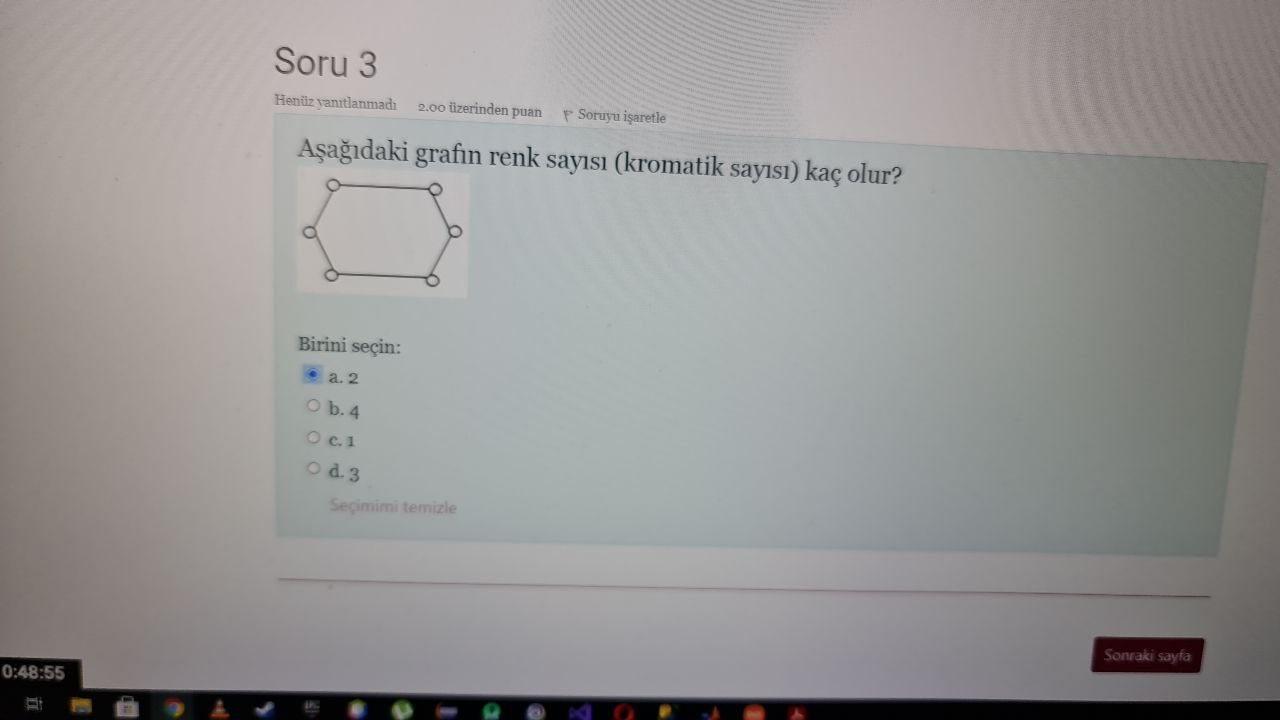 Soru 3
Henüz yanıtlanmadı 2.00 üzerinden puan Soruyu işaretle
Aşağıdaki grafın renk sayısı (kromatik sayısı) kaç olur?
Birini seçin:
a. 2
b. 4
c. 1
d. 3
Seçimimi temizle
Sonraki sayfa
0:48:55